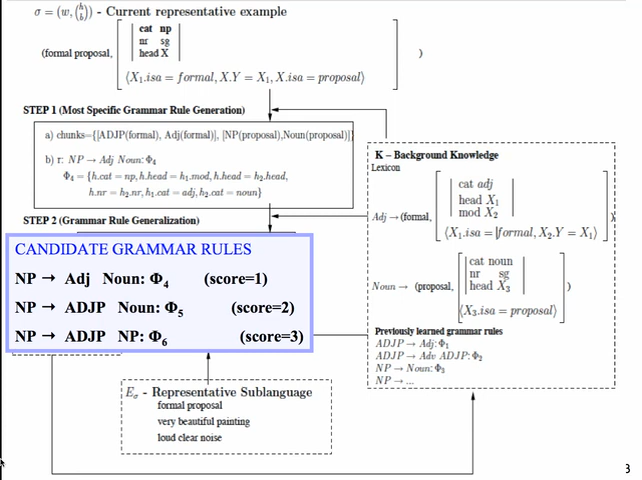 σ = (w, (h b)) - Current representative example
(formal proposal, cat np )
nr sg
head X
⟨X₁.isa = formal, X.Y = X₁, X.isa = proposal⟩
STEP 1 (Most Specific Grammar Rule Generation)
a) chunks={[ADJP(formal), Adj(formal)], [NP(proposal),Noun(proposal)]}
b) r: NP → Adj Noun: Φ₄
Φ₄ = {h.cat = np, h.head = h₁.mod, h.head = h₂.head,
h.nr = h₂.nr, h₁.cat = adj, h₂.cat = noun}
STEP 2 (Grammar Rule Generalization)
CANDIDATE GRAMMAR RULES
NP → Adj Noun: Φ₄ (score=1)
NP → ADJP Noun: Φ₅ (score=2)
NP → ADJP NP: Φ₆ (score=3)
K – Background Knowledge
Lexicon
cat adj
head X₁
Adj → (formal, mod X₂ )
⟨X₁.isa = formal, X₂.Y = X₁⟩
cat noun
nr sg
Noun → (proposal, head X₃ )
⟨X₃.isa = proposal⟩
Previously learned grammar rules
ADJP → Adj: Φ₁
ADJP → Adv ADJP: Φ₂
NP → Noun: Φ₃
NP → ...
Eσ - Representative Sublanguage
formal proposal
very beautiful painting
loud clear noise
3